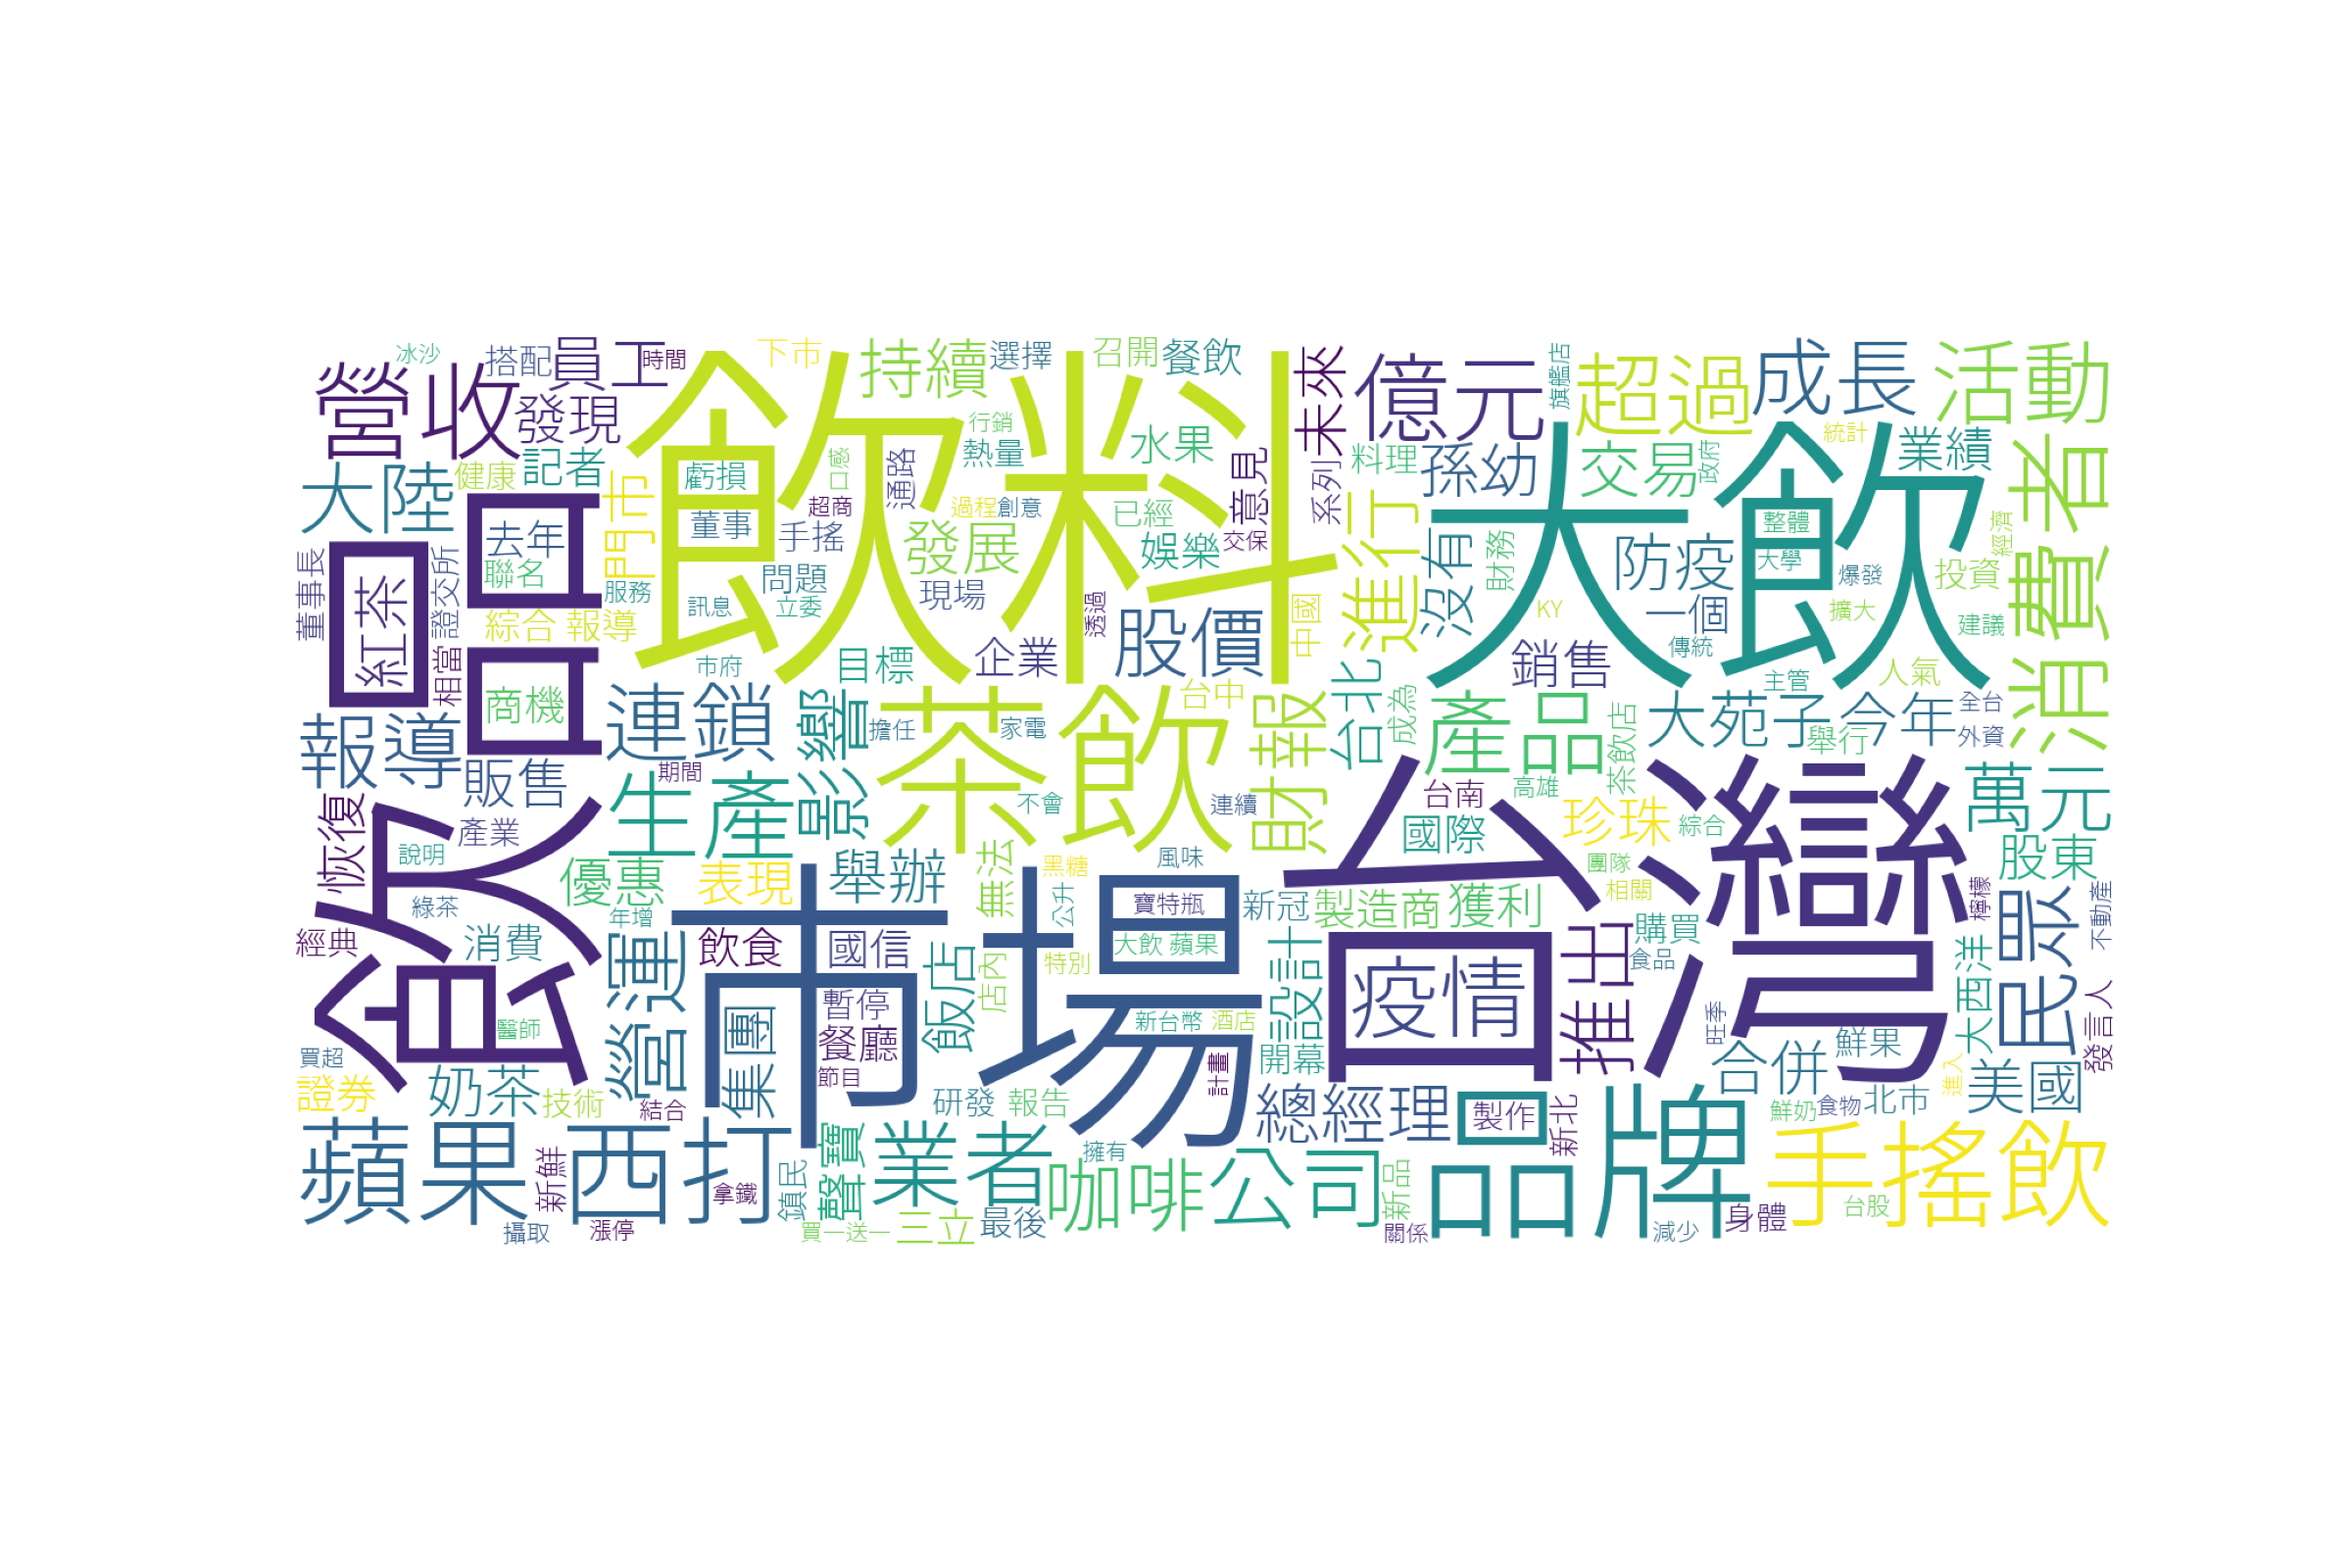 冰沙
搭配
員工
時間
下市
持續
選擇
召開
餐飲
未來
億元
旗艦店
超過
成長
活動
營收
發現
飲料
行銷
水果
熱量
意見
料理
孫幼
交易
政府
業績
統計
大飲
消費者
大陸
健康
記者
門市
虧損
口感
通路
超商
過程
創意
已經
系列
進行
沒有
財務
防疫
整體
大學
爆發
投資
經濟
飲品
紅茶
去年
聯名
董事
手搖
發展
娛樂
交保
董事長
證交所
綜合 報導
服務
問題
訊息
立委
現場
透過
股價
中國
KY
一個
擴大
建議
傳統
相當
商機
市府
目標
企業
銷售
主管
人氣
報導
連鎖
影響
擔任
茶飲
家電
台中
財報
台北
成為
產品
茶飲店
大苑子
今年
舉行
全台
外資
販售
期間
生產
不會
連續
台灣
台南
高雄
珍珠
綜合
萬元
恢復
產業
說明
國際
股東
優惠
表現
舉辦
無法
黑糖
風味
公升
市場
寶特瓶
新冠
製造商
獲利
團隊
相關
檸檬
不動產
綠茶
年增
經典
消費
營運
飲食
國信
飯店
大飲 蘋果
特別
店內
設計
疫情
推出
購買
食品
大西洋
民眾
發言人
醫師
集團
暫停
餐廳
新台幣
酒店
開幕
旺季
鮮果
合併
買超
證券
奶茶
技術
結合
節目
研發
報告
計畫
總經理
製作
新北
品牌
鮮奶
食物
北市
進入
美國
蘋果西打
新鮮
拿鐵
鎮民
聲寶
業者
擁有
咖啡
公司
新品
手搖飲
攝取
漲停
買一送一
三立
最後
關係
減少
身體
台股